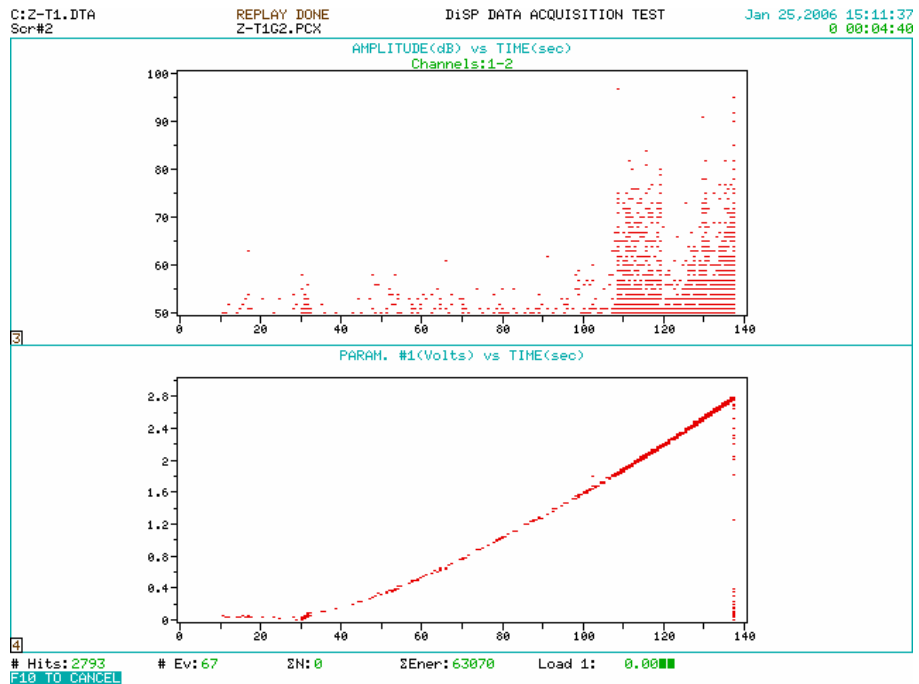 C:Z-T1.DTA REPLAY DONE DiSP DATA ACQUISITION TEST Jan 25,2006 15:11:37
Scr#2 Z-T1G2.PCX 0 00:04:40
AMPLITUDE(dB) vs TIME(sec)
Channels:1-2
100
90
80
70
60
50
0 20 40 60 80 100 120 140
3
PARAM. #1(Volts) vs TIME(sec)
2.8
2.4
2
1.6
1.2
0.8
0.4
0
0 20 40 60 80 100 120 140
4
# Hits:2793 # Ev:67 ΣN:0 ΣEner:63070 Load 1: 0.00
F10 TO CANCEL